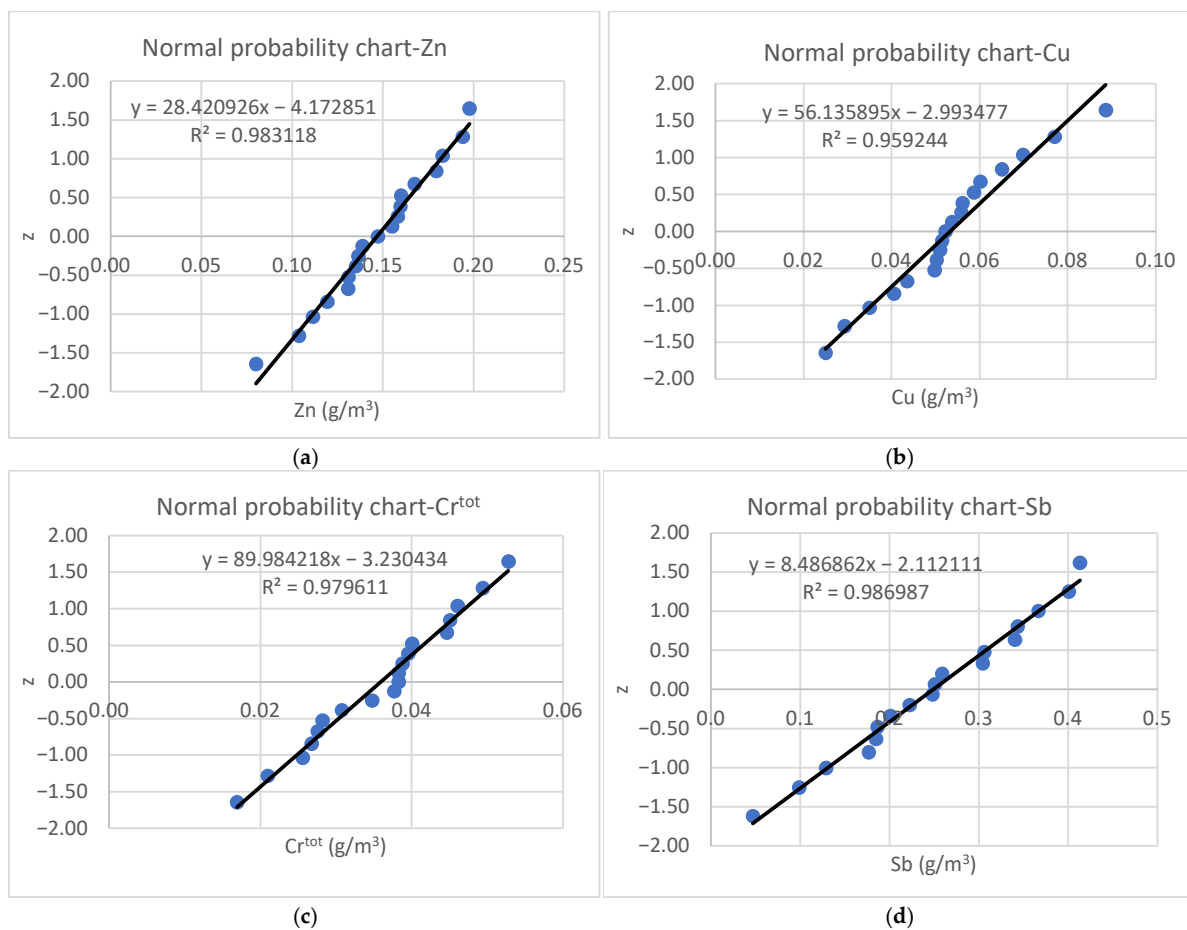 Normal probability chart-Zn
y = 28.420926x − 4.172851
R² = 0.983118
2.00
1.50
1.00
0.50
0.00
−0.50
−1.00
−1.50
−2.00
0.00 0.05 0.10 0.15 0.20 0.25
z
Zn (g/m³)
(a)
Normal probability chart-Cu
y = 56.135895x − 2.993477
R² = 0.959244
2.00
1.50
1.00
0.50
0.00
−0.50
−1.00
−1.50
−2.00
0.00 0.02 0.04 0.06 0.08 0.10
z
Cu (g/m³)
(b)
Normal probability chart-Crᵗᵒᵗ
y = 89.984218x − 3.230434
R² = 0.979611
2.00
1.50
1.00
0.50
0.00
−0.50
−1.00
−1.50
−2.00
0.00 0.02 0.04 0.06
z
Crᵗᵒᵗ (g/m³)
(c)
Normal probability chart-Sb
y = 8.486862x − 2.112111
R² = 0.986987
2.00
1.50
1.00
0.50
0.00
−0.50
−1.00
−1.50
−2.00
0.0 0.1 0.2 0.3 0.4 0.5
z
Sb (g/m³)
(d)